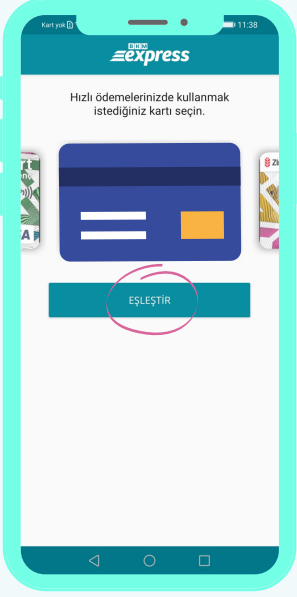 Kart yok
11:38
BKM
express
Hızlı ödemelerinizde kullanmak
istediğiniz kartı seçin.
EŞLEŞTİR